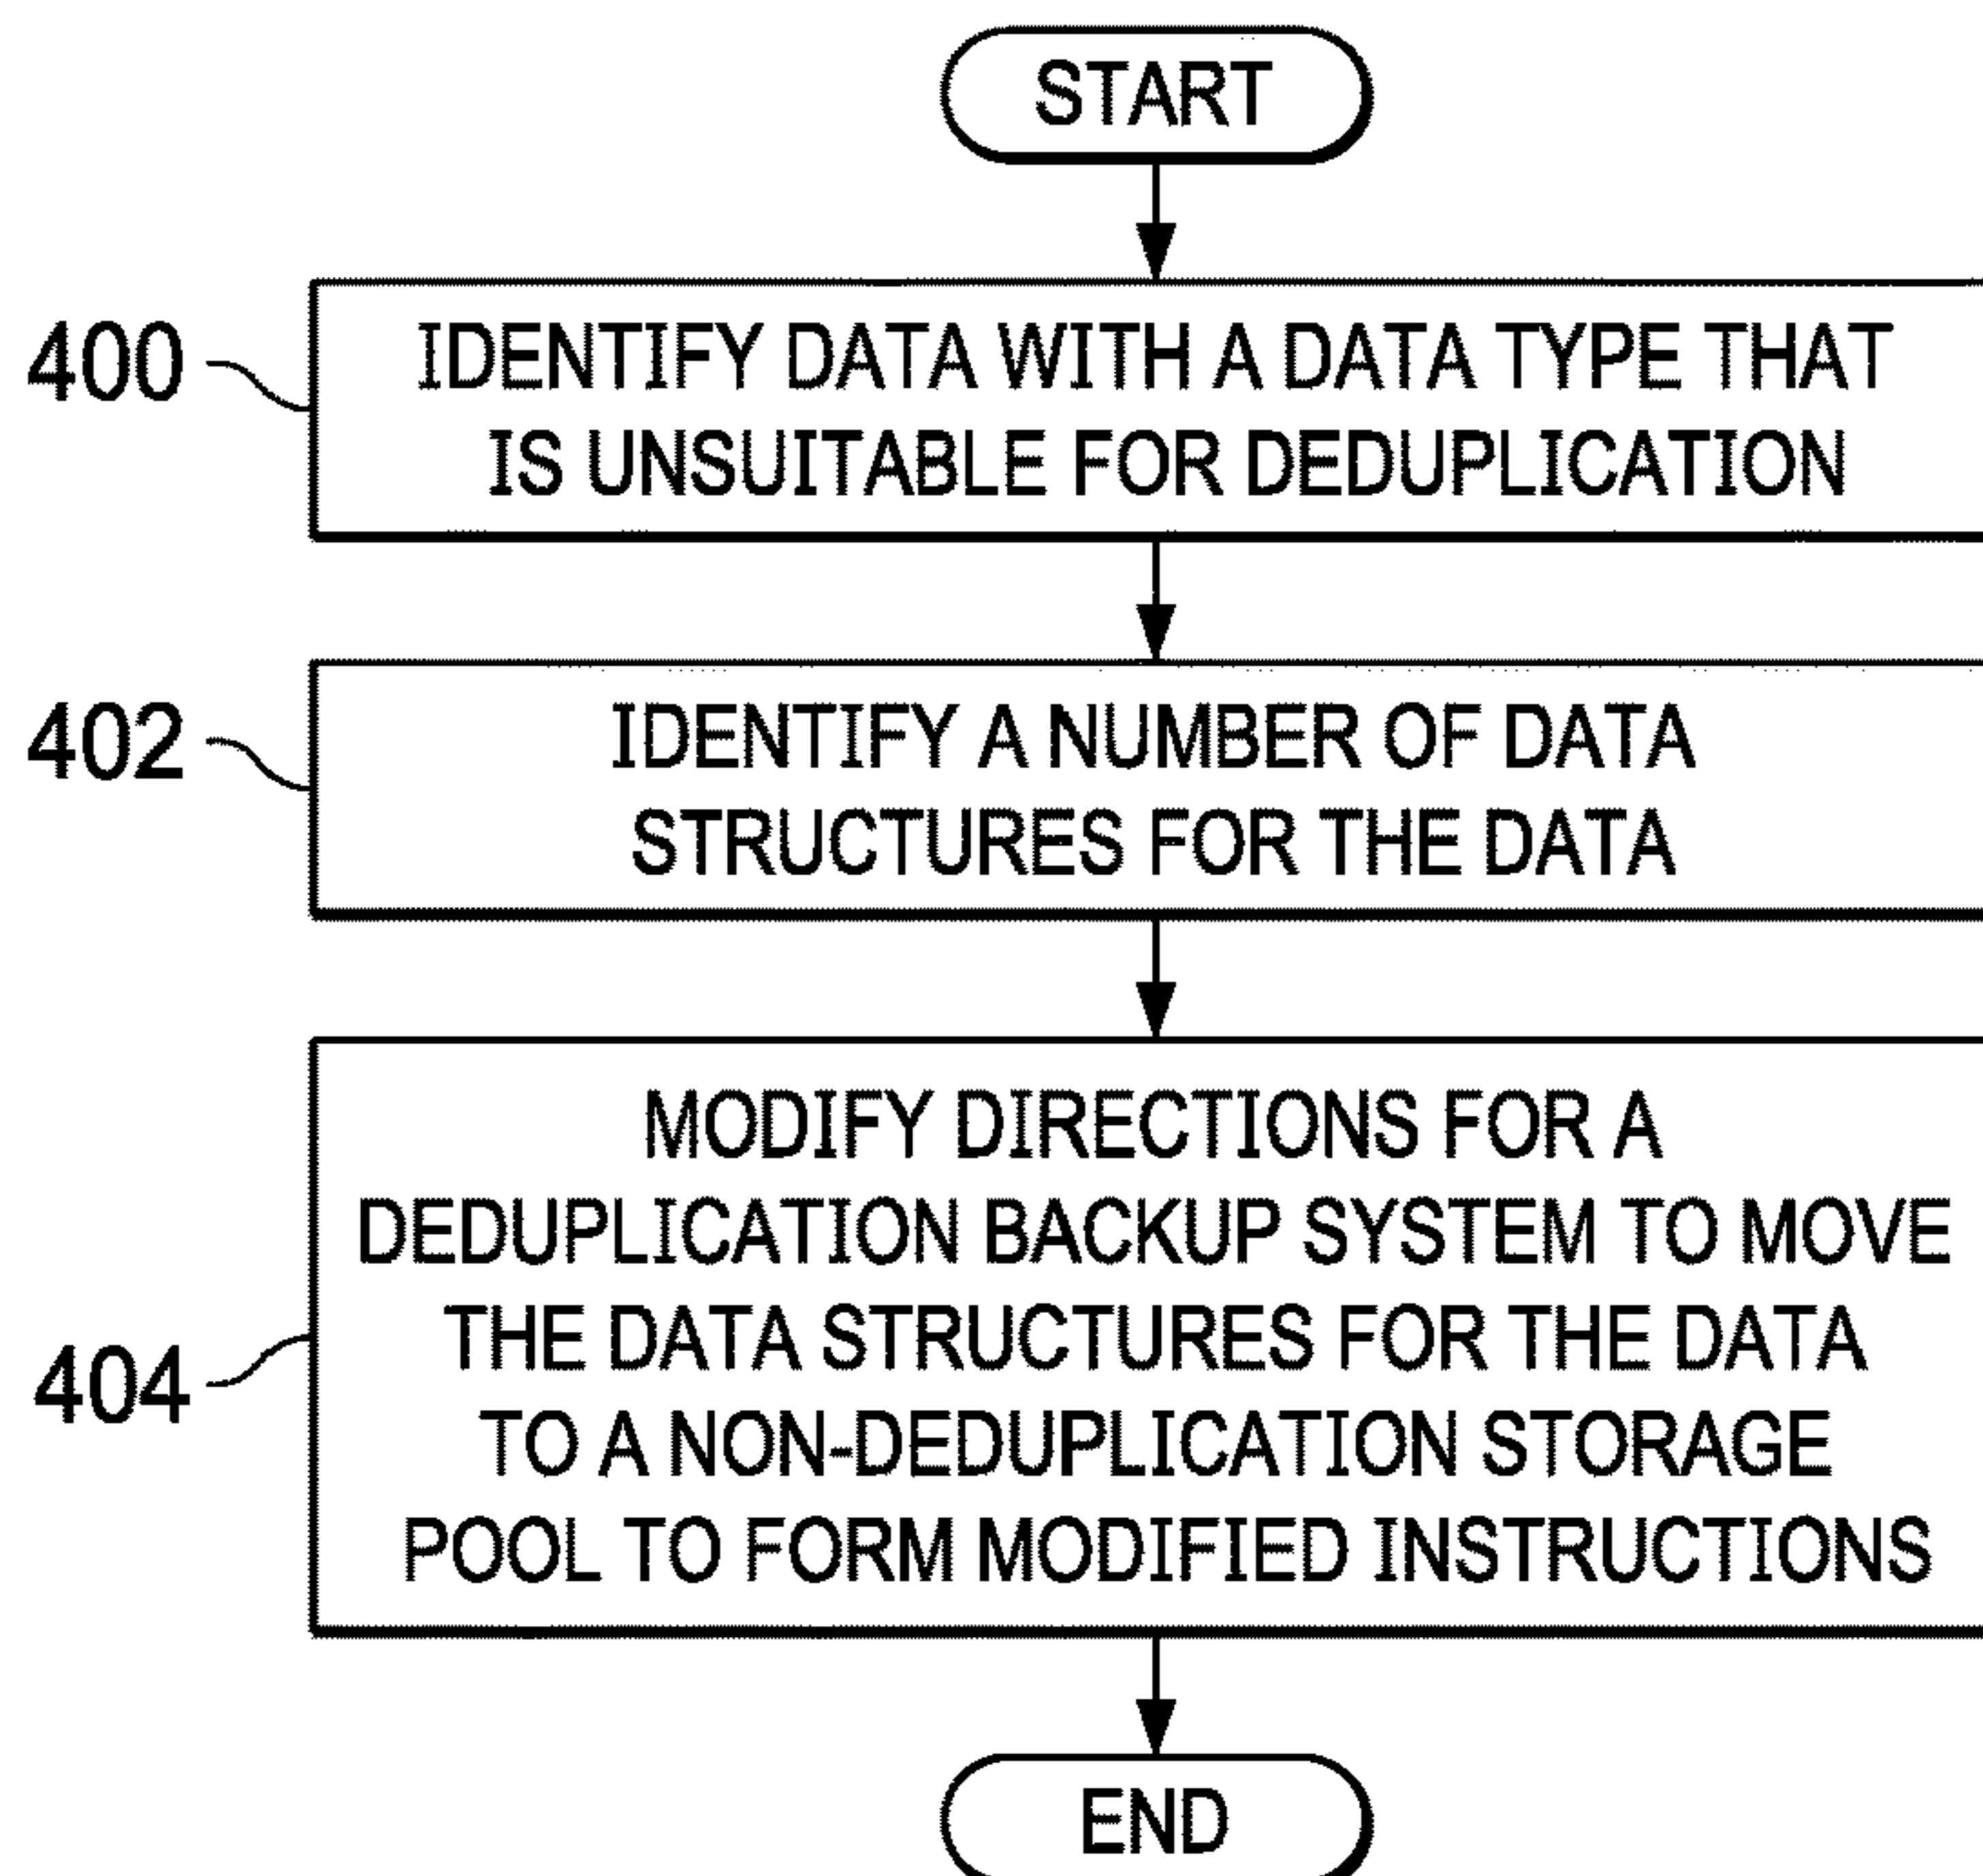 START
400
IDENTIFY DATA WITH A DATA TYPE THAT
IS UNSUITABLE FOR DEDUPLICATION
402
IDENTIFY A NUMBER OF DATA
STRUCTURES FOR THE DATA
404
MODIFY DIRECTIONS FOR A
DEDUPLICATION BACKUP SYSTEM TO MOVE
THE DATA STRUCTURES FOR THE DATA
TO A NON-DEDUPLICATION STORAGE
POOL TO FORM MODIFIED INSTRUCTIONS
END